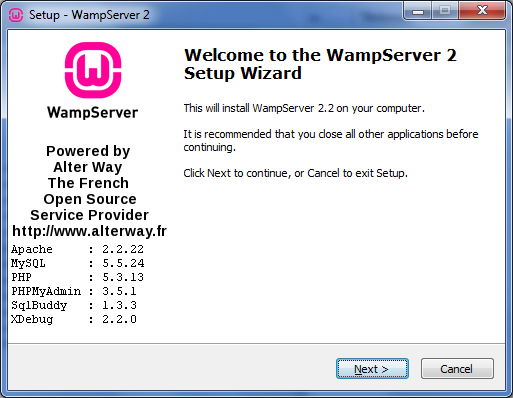 Setup - WampServer 2
WampServer
Powered by
Alter Way
The French
Open Source
Service Provider
http://www.alterway.fr
Apache : 2.2.22
MySQL : 5.5.24
PHP : 5.3.13
PHPMyAdmin : 3.5.1
SqlBuddy : 1.3.3
XDebug : 2.2.0
Welcome to the WampServer 2
Setup Wizard
This will install WampServer 2.2 on your computer.
It is recommended that you close all other applications before
continuing.
Click Next to continue, or Cancel to exit Setup.
Next >
Cancel